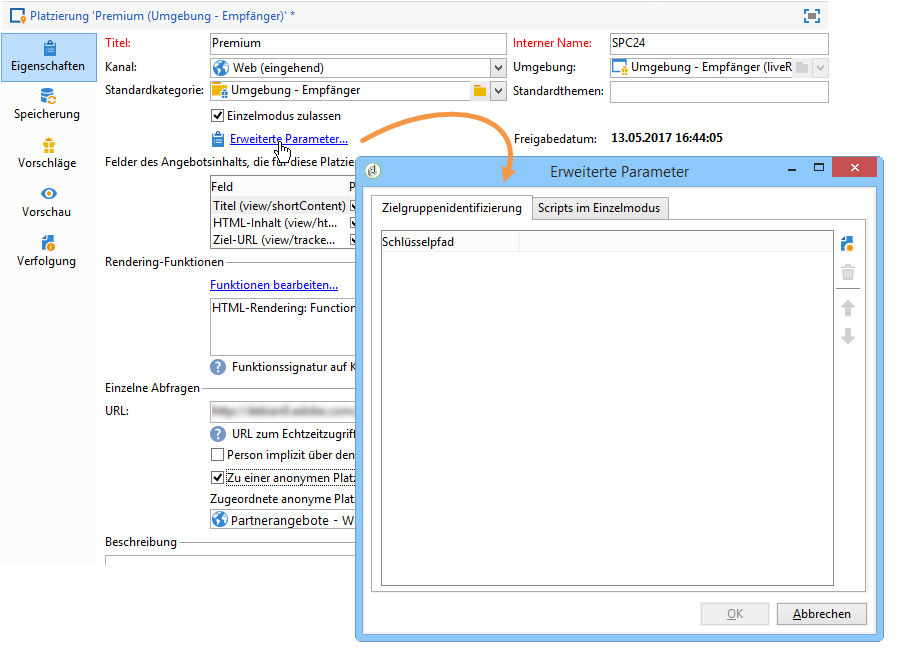 Platzierung 'Premium (Umgebung - Empfänger)' *
Eigenschaften
Speicherung
Vorschläge
Vorschau
Verfolgung
Titel: Premium Interner Name: SPC24
Kanal: Web (eingehend) Umgebung: Umgebung - Empfänger (liveR
Standardkategorie: Umgebung - Empfänger Standardthemen:
Einzelmodus zulassen
Erweiterte Parameter... Freigabedatum: 13.05.2017 16:44:05
Felder des Angebotsinhalts, die für diese Platzie
Feld P
Titel (view/shortContent)
HTML-Inhalt (view/ht...
Ziel-URL (view/tracke...
Rendering-Funktionen
Funktionen bearbeiten...
HTML-Rendering: Function
Funktionssignatur auf K
Einzelne Abfragen
URL:
URL zum Echtzeitzugriff
Person implizit über den
Zu einer anonymen Platz
Zugeordnete anonyme Plat
Partnerangebote - W
Beschreibung
Erweiterte Parameter
Zielgruppenidentifizierung Scripts im Einzelmodus
Schlüsselpfad
OK Abbrechen